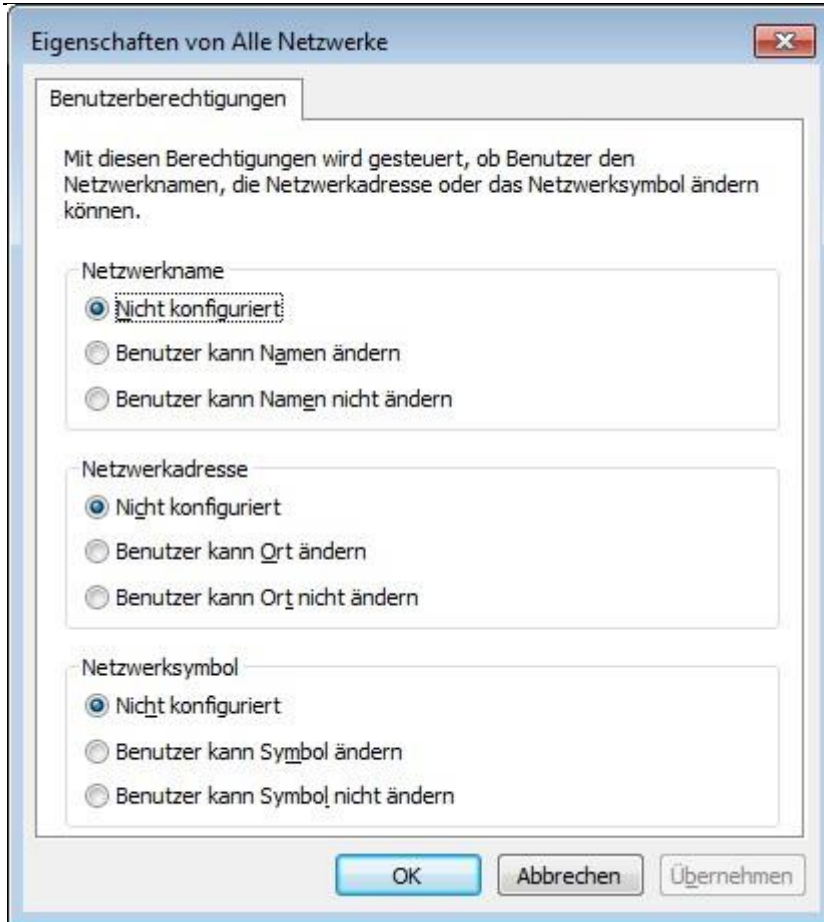 Eigenschaften von Alle Netzwerke
Benutzerberechtigungen
Mit diesen Berechtigungen wird gesteuert, ob Benutzer den
Netzwerknamen, die Netzwerkadresse oder das Netzwerksymbol ändern
können.
Netzwerkname
Nicht konfiguriert
Benutzer kann Namen ändern
Benutzer kann Namen nicht ändern
Netzwerkadresse
Nicht konfiguriert
Benutzer kann Ort ändern
Benutzer kann Ort nicht ändern
Netzwerksymbol
Nicht konfiguriert
Benutzer kann Symbol ändern
Benutzer kann Symbol nicht ändern
OK Abbrechen Übernehmen